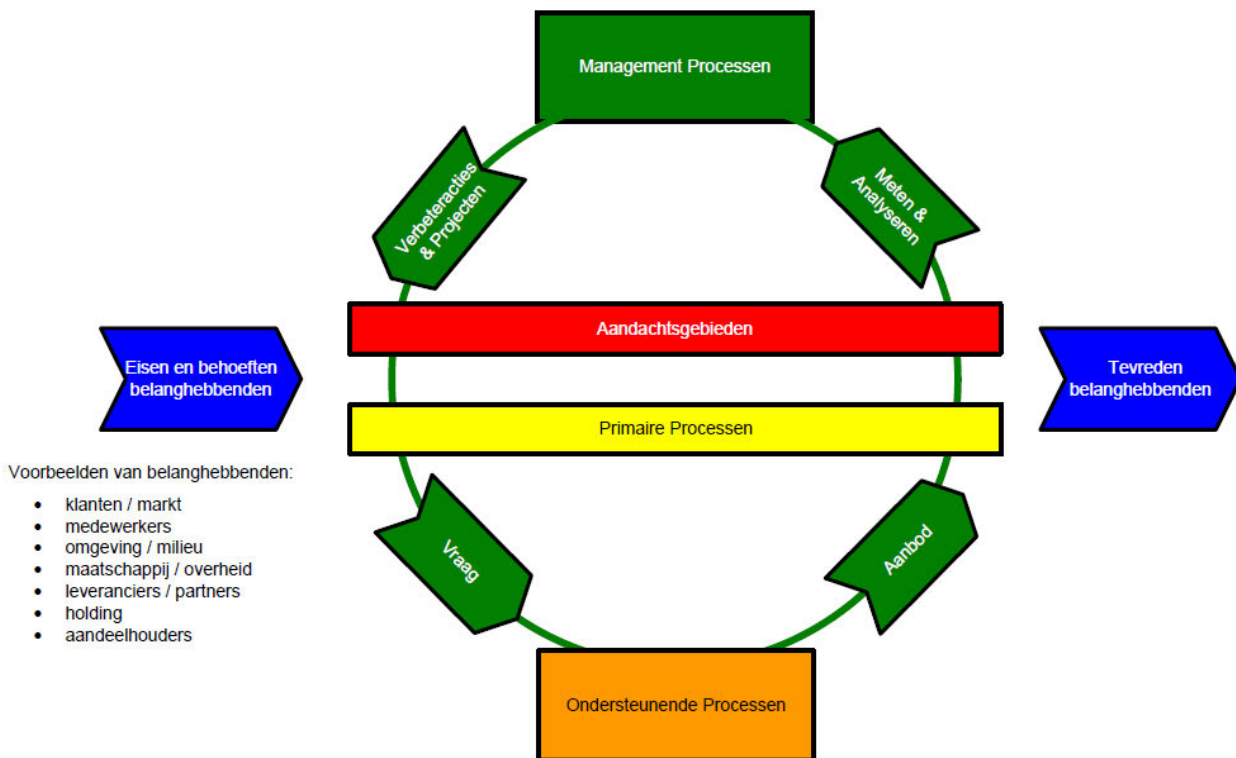 Management Processen
Verbeteracties
& Projecten
Meten &
Analyseren
Aandachtsgebieden
Eisen en behoeften
belanghebbenden
Tevreden
belanghebbenden
Primaire Processen
Voorbeelden van belanghebbenden:
• klanten / markt
• medewerkers
• omgeving / milieu
• maatschappij / overheid
• leveranciers / partners
• holding
• aandeelhouders
Vraag
Aanbod
Ondersteunende Processen